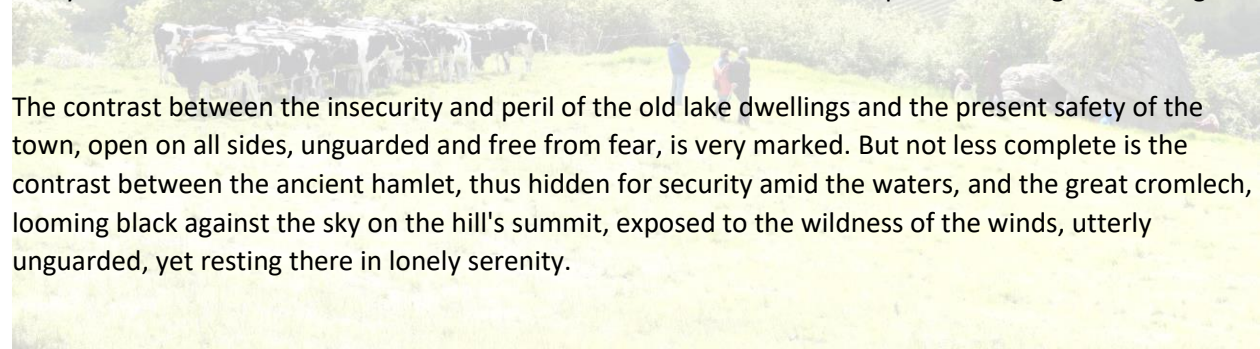 The contrast between the insecurity and peril of the old lake dwellings and the present safety of the
town, open on all sides, unguarded and free from fear, is very marked. But not less complete is the
contrast between the ancient hamlet, thus hidden for security amid the waters, and the great cromlech,
looming black against the sky on the hill's summit, exposed to the wildness of the winds, utterly
unguarded, yet resting there in lonely serenity.